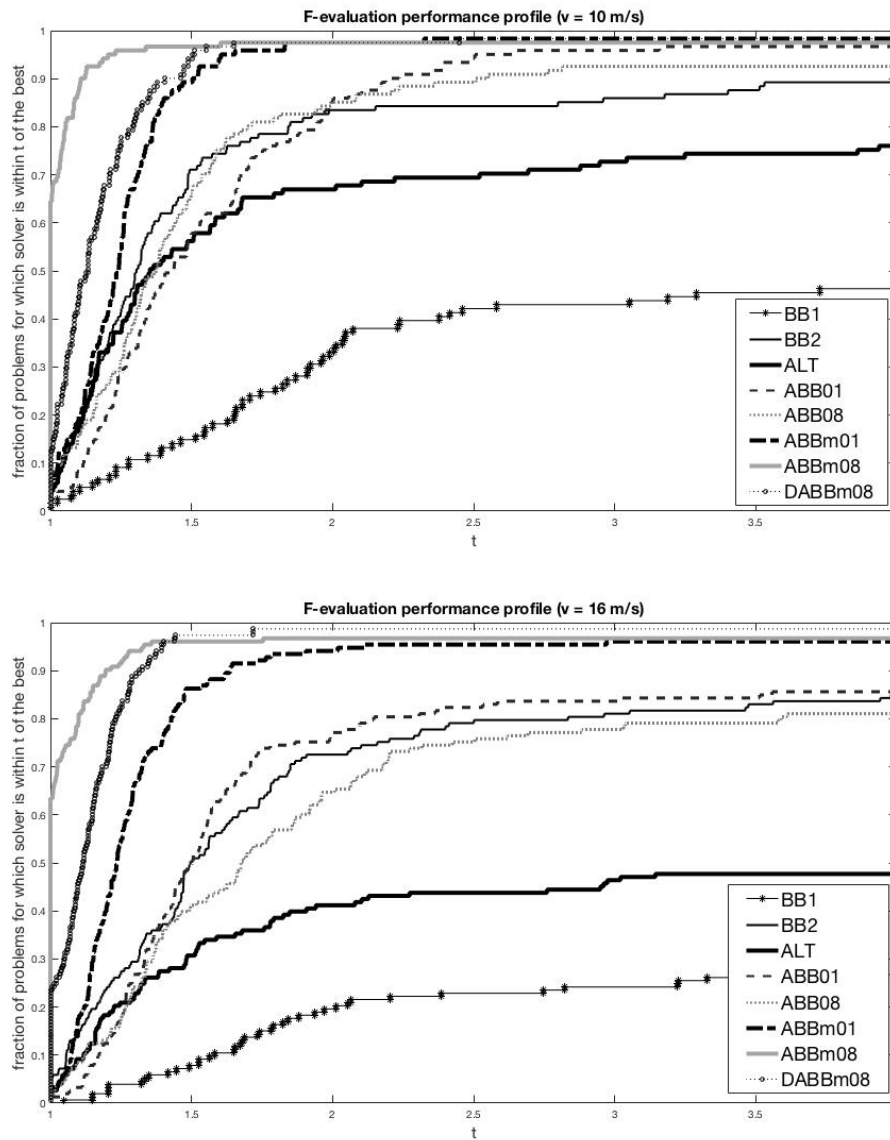 F-evaluation performance profile (v = 10 m/s)
fraction of problems for which solver is within t of the best
1
0.9
0.8
0.7
0.6
0.5
0.4
0.3
0.2
0.1
0
BB1
BB2
ALT
ABB01
ABB08
ABBm01
ABBm08
DABBm08
1 1.5 2 2.5 3 3.5
t
F-evaluation performance profile (v = 16 m/s)
fraction of problems for which solver is within t of the best
1
0.9
0.8
0.7
0.6
0.5
0.4
0.3
0.2
0.1
0
BB1
BB2
ALT
ABB01
ABB08
ABBm01
ABBm08
DABBm08
1 1.5 2 2.5 3 3.5
t